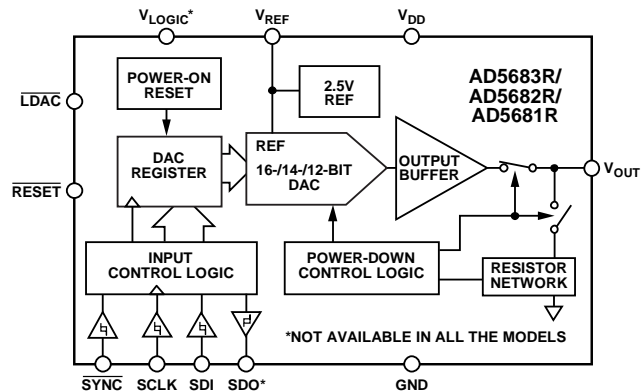 VLOGIC*
VREF
VDD
POWER-ON
RESET
2.5V
REF
AD5683R/
AD5682R/
AD5681R
LDAC
DAC
REGISTER
REF
16-/14-/12-BIT
DAC
OUTPUT
BUFFER
VOUT
RESET
INPUT
CONTROL LOGIC
POWER-DOWN
CONTROL LOGIC
RESISTOR
NETWORK
*NOT AVAILABLE IN ALL THE MODELS
SYNC
SCLK
SDI
SDO*
GND